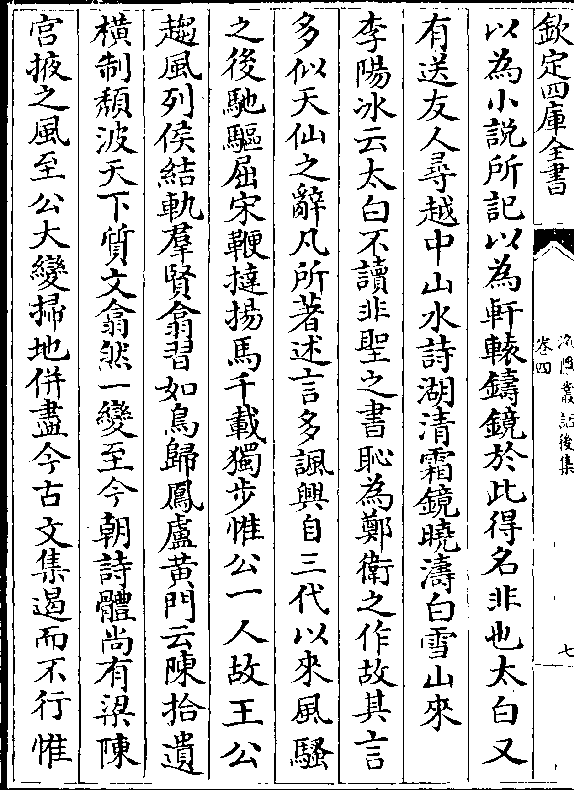 欽定四庫全書
漁隱叢話後集
卷四
七
以為小說所記以為軒轅鑄鏡於此得名非也太白又
有送友人尋越中山水詩湖清霜鏡曉濤白雪山來
李陽冰云太白不讀非聖之書恥為鄭衛之作故其言
多似天仙之辭凡所著述言多諷興自三代以來風騷
之後馳驅屈宋鞭撻揚馬千載獨步惟公一人故王公
趨風列侯結軌羣賢翕習如鳥歸鳳盧黃門云陳拾遺
橫制頽波天下質文翕然一變至今朝詩體尚有梁陳
宮掖之風至公大變掃地併盡今古文集遏而不行惟